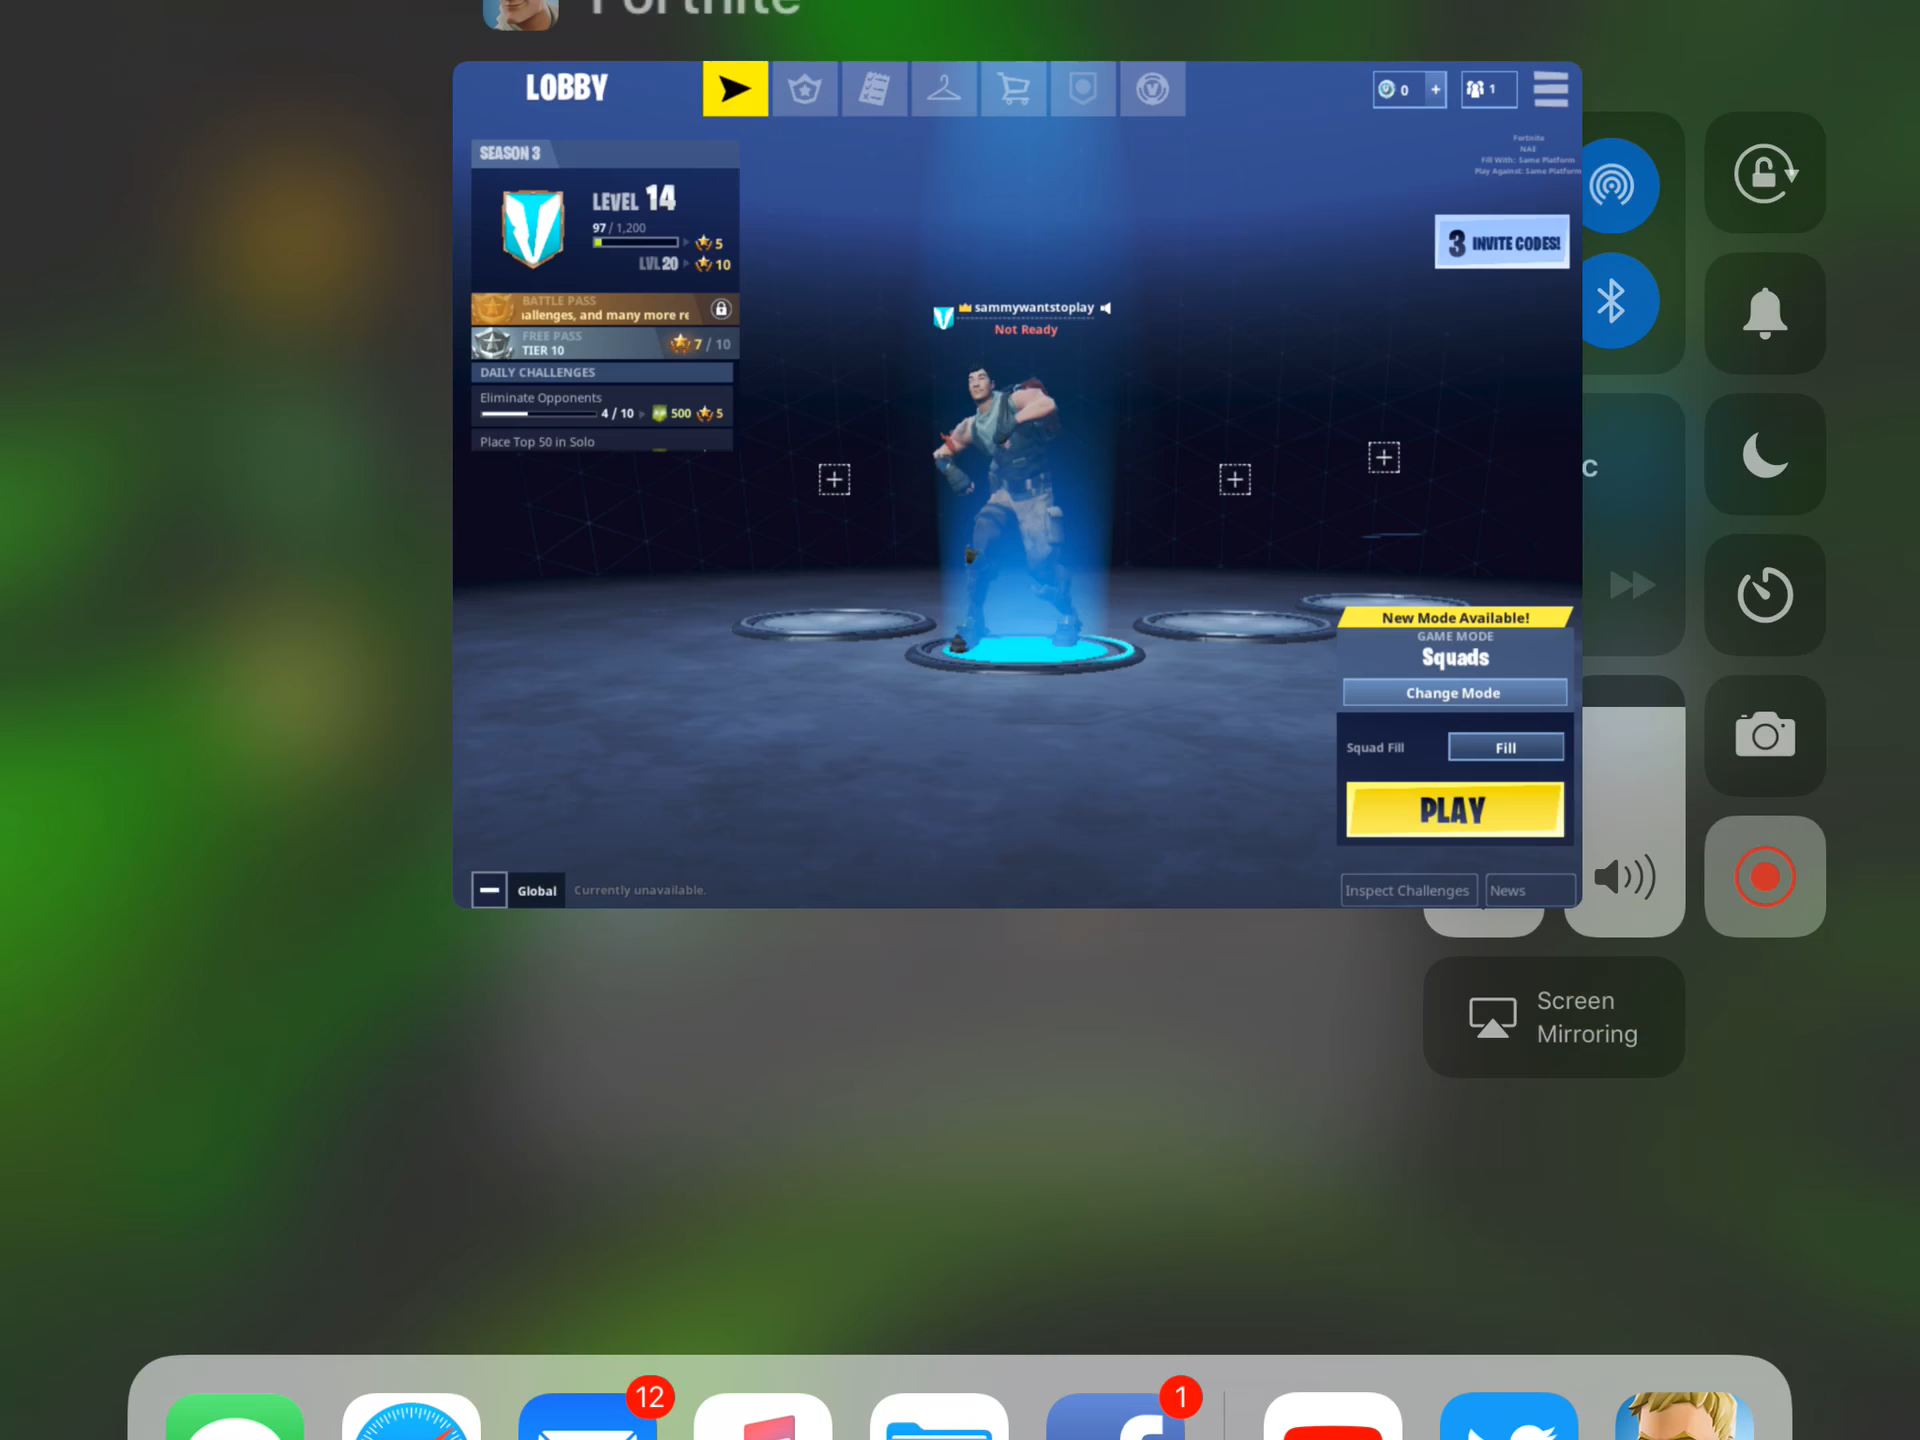 Fortnite
LOBBY
0 +
1
Fortnite
NAE
Fill With: Same Platform
Play Against: Same Platform
SEASON 3
LEVEL 14
97 / 1,200
5
LVL 20
10
BATTLE PASS
allenges, and many more re
FREE PASS
TIER 10
7 / 10
DAILY CHALLENGES
Eliminate Opponents
4 / 10
500
5
Place Top 50 in Solo
3 INVITE CODES!
sammywantstoplay
Not Ready
New Mode Available!
GAME MODE
Squads
Change Mode
Squad Fill
Fill
PLAY
Global
Currently unavailable.
Inspect Challenges
News
c
Screen
Mirroring
12
1